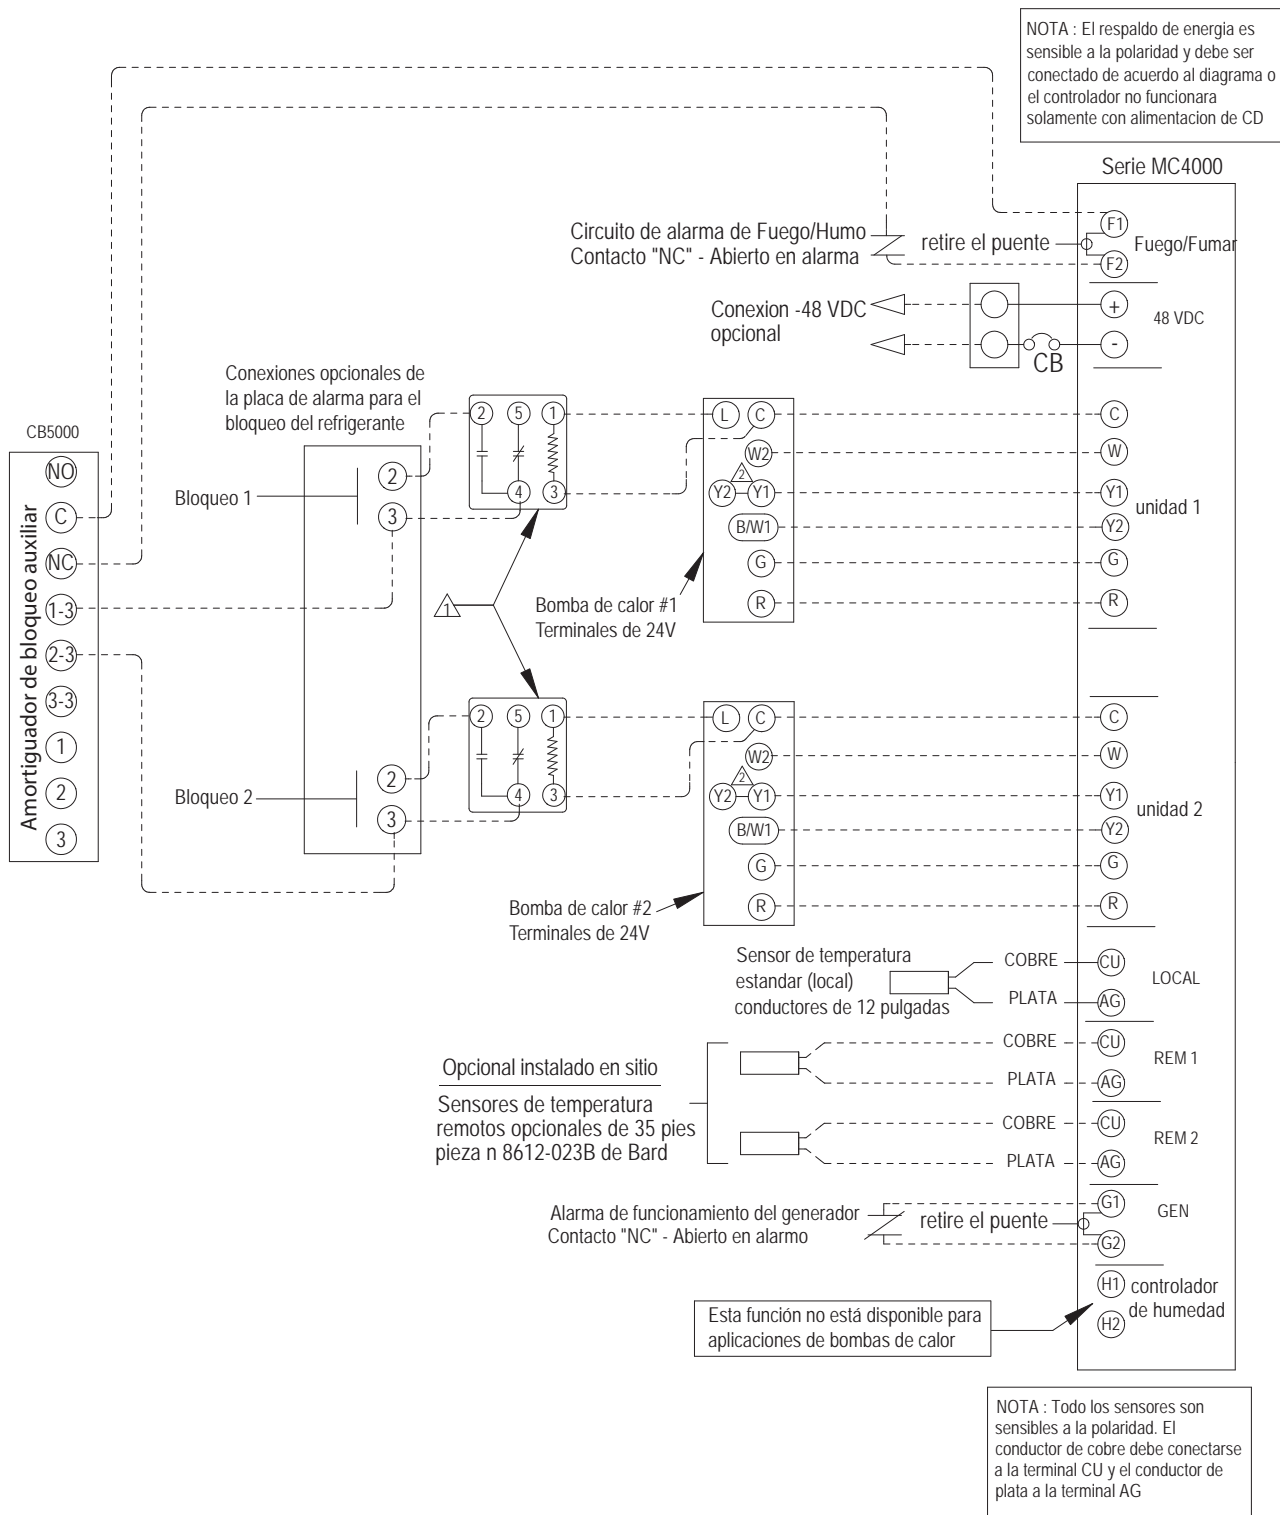 NOTA : El respaldo de energia es
sensible a la polaridad y debe ser
conectado de acuerdo al diagrama o
el controlador no funcionara
solamente con alimentacion de CD
Serie MC4000
Circuito de alarma de Fuego/Humo
Contacto "NC" - Abierto en alarma
retire el puente
F1
F2
Fuego/Fumar
Conexion -48 VDC
opcional
CB
+
-
48 VDC
Conexiones opcionales de
la placa de alarma para el
bloqueo del refrigerante
CB5000
Amortiguador de bloqueo auxiliar
NO
C
NC
1-3
2-3
3-3
1
2
3
Bloqueo 1
2
3
Bloqueo 2
2
3
2
5
1
4
3
1
2
5
1
4
3
L
C
W2
2
Y2
Y1
B/W1
G
R
Bomba de calor #1
Terminales de 24V
C
W
Y1
Y2
G
R
unidad 1
L
C
W2
2
Y2
Y1
B/W1
G
R
Bomba de calor #2
Terminales de 24V
C
W
Y1
Y2
G
R
unidad 2
Sensor de temperatura
estandar (local)
conductores de 12 pulgadas
COBRE
PLATA
CU
AG
LOCAL
Opcional instalado en sitio
Sensores de temperatura
remotos opcionales de 35 pies
pieza n 8612-023B de Bard
COBRE
PLATA
CU
AG
REM 1
COBRE
PLATA
CU
AG
REM 2
Alarma de funcionamiento del generador
Contacto "NC" - Abierto en alarmo
retire el puente
G1
G2
GEN
Esta función no está disponible para
aplicaciones de bombas de calor
H1
H2
controlador
de humedad
NOTA : Todo los sensores son
sensibles a la polaridad. El
conductor de cobre debe conectarse
a la terminal CU y el conductor de
plata a la terminal AG